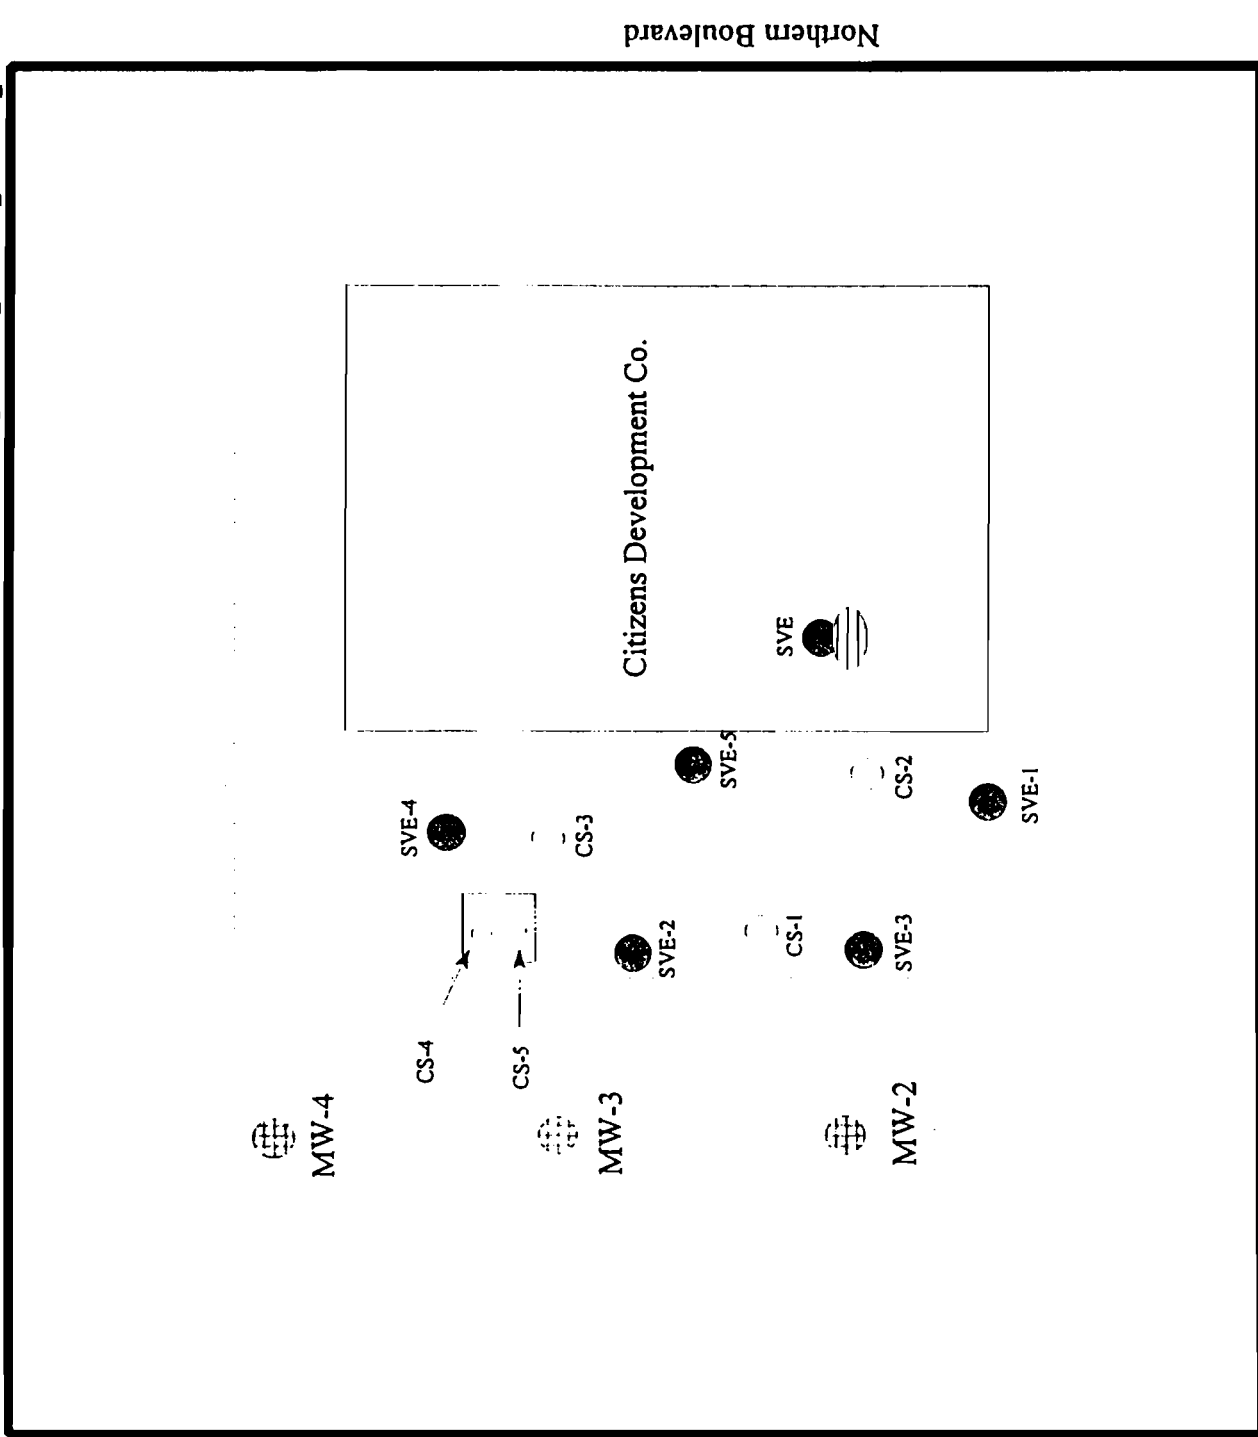 Northern Boulevard
Citizens Development Co.
SVE
SVE-5
CS-2
SVE-1
SVE-4
CS-3
SVE-2
CS-1
SVE-3
CS-4
CS-5
MW-4
MW-3
MW-2